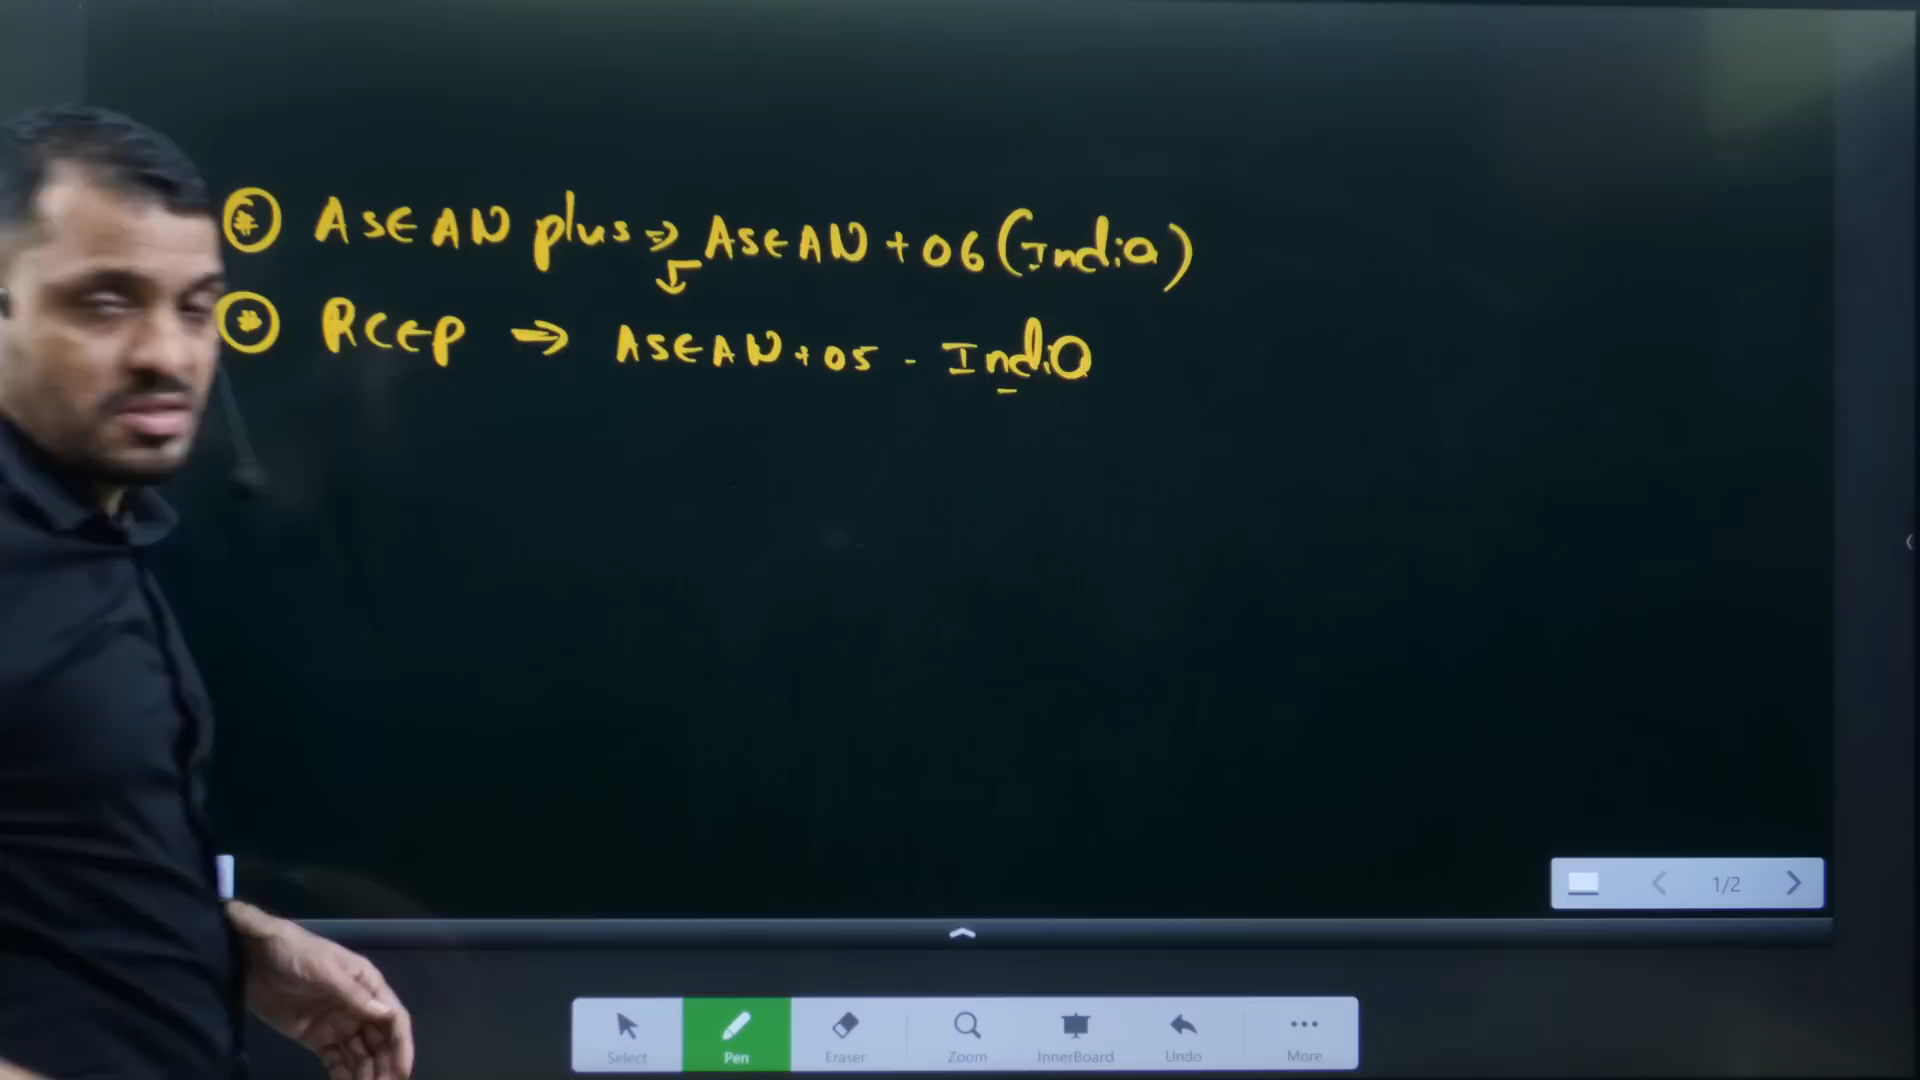 ASEAN plus => ASEAN + 06 (India)
RCEP → ASEAN + 05 - India
1/2
Select Pen Eraser Zoom InnerBoard Undo More